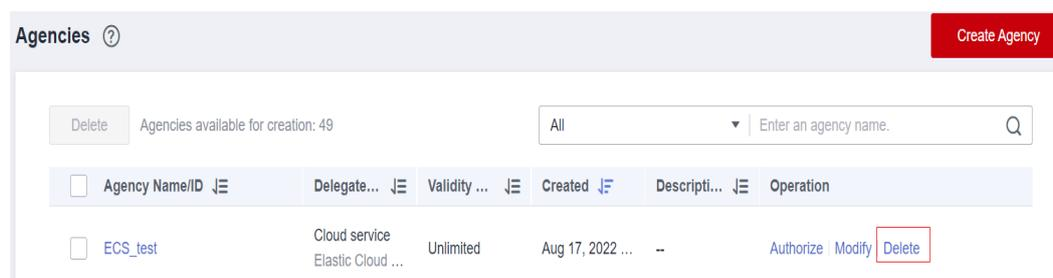 Agencies ?
Create Agency
Delete Agencies available for creation: 49 All Enter an agency name.
Agency Name/ID Delegate... Validity ... Created Descripti... Operation
ECS_test Cloud service Unlimited Aug 17, 2022 ... -- Authorize Modify Delete
Elastic Cloud ...